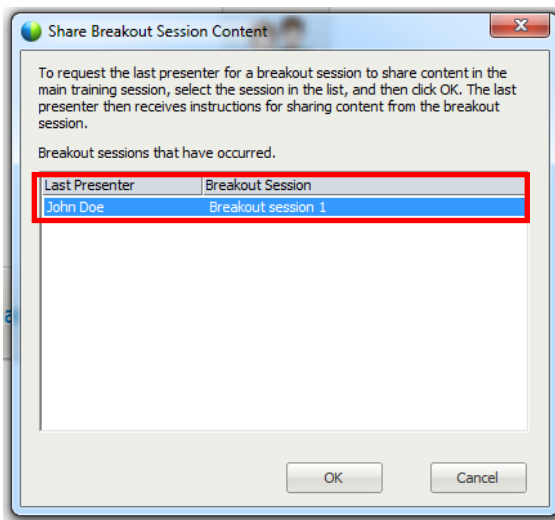 Share Breakout Session Content
To request the last presenter for a breakout session to share content in the
main training session, select the session in the list, and then click OK. The last
presenter then receives instructions for sharing content from the breakout
session.
Breakout sessions that have occurred.
Last Presenter Breakout Session
John Doe Breakout session 1
OK Cancel